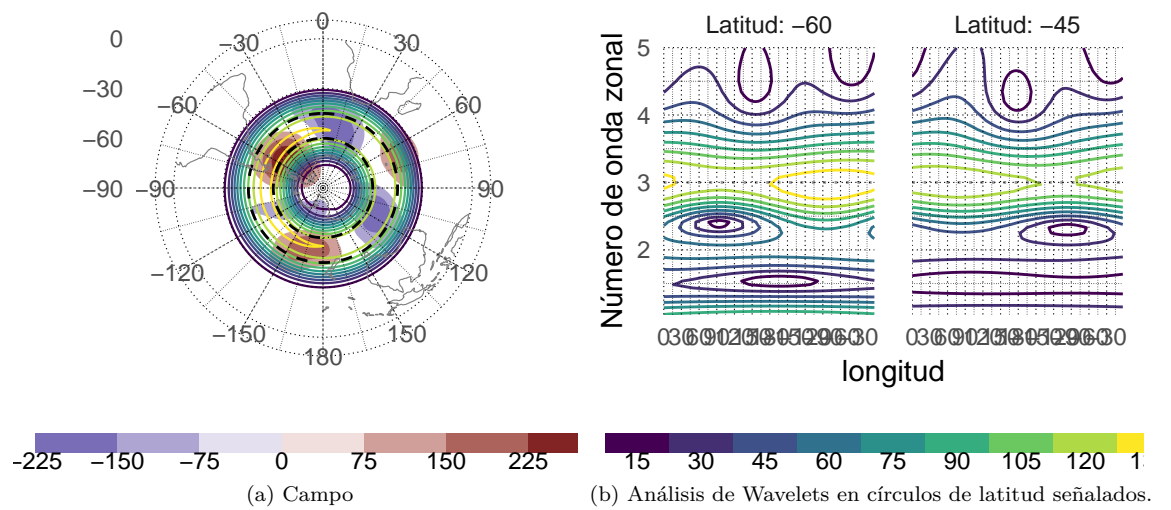 Latitud: −60
Latitud: −45
Número de onda zonal
5
4
3
2
longitud
0
−30
−60
−90
0
30
60
90
120
150
180
−150
−120
−90
−60
−30
−225 −150 −75 0 75 150 225
15 30 45 60 75 90 105 120
(a) Campo
(b) Análisis de Wavelets en círculos de latitud señalados.